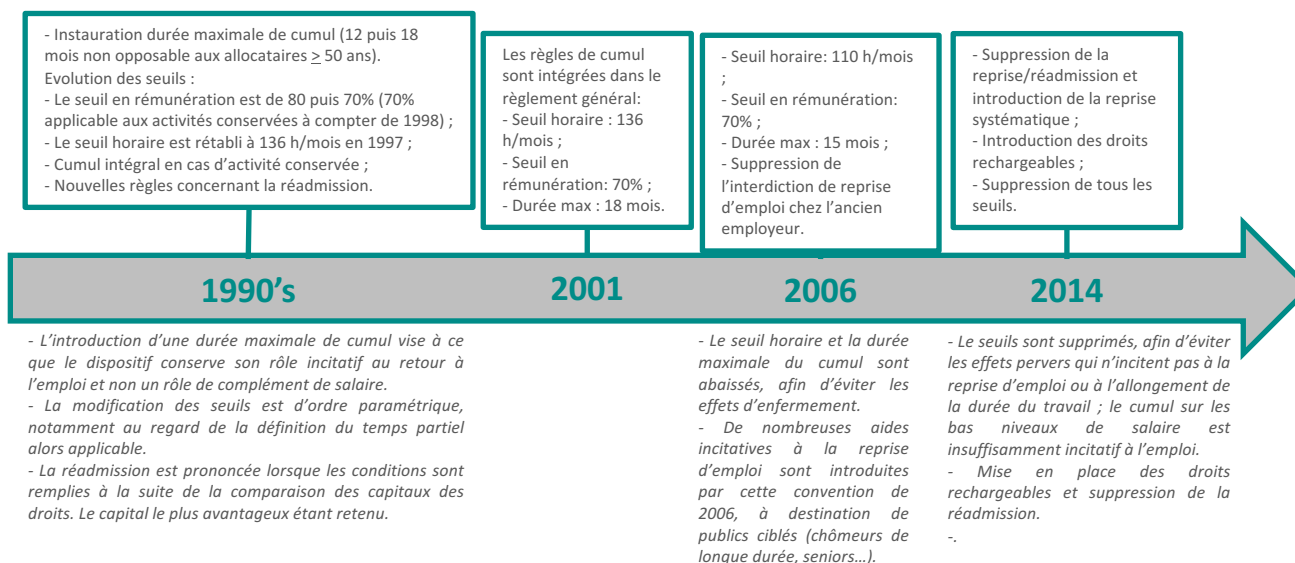 - Instauration durée maximale de cumul (12 puis 18
mois non opposable aux allocataires > 50 ans).
Evolution des seuils :
- Le seuil en rémunération est de 80 puis 70% (70%
applicable aux activités conservées à compter de 1998) ;
- Le seuil horaire est rétabli à 136 h/mois en 1997 ;
- Cumul intégral en cas d’activité conservée ;
- Nouvelles règles concernant la réadmission.
Les règles de cumul
sont intégrées dans le
règlement général:
- Seuil horaire : 136
h/mois ;
- Seuil en
rémunération: 70% ;
- Durée max : 18 mois.
- Seuil horaire: 110 h/mois
;
- Seuil en rémunération:
70% ;
- Durée max : 15 mois ;
- Suppression de
l’interdiction de reprise
d’emploi chez l’ancien
employeur.
- Suppression de la
reprise/réadmission et
introduction de la reprise
systématique ;
- Introduction des droits
rechargeables ;
- Suppression de tous les
seuils.
1990’s
2001
2006
2014
- L’introduction d’une durée maximale de cumul vise à ce
que le dispositif conserve son rôle incitatif au retour à
l’emploi et non un rôle de complément de salaire.
- La modification des seuils est d’ordre paramétrique,
notamment au regard de la définition du temps partiel
alors applicable.
- La réadmission est prononcée lorsque les conditions sont
remplies à la suite de la comparaison des capitaux des
droits. Le capital le plus avantageux étant retenu.
- Le seuil horaire et la durée
maximale du cumul sont
abaissés, afin d’éviter les
effets d’enfermement.
- De nombreuses aides
incitatives à la reprise
d’emploi sont introduites
par cette convention de
2006, à destination de
publics ciblés (chômeurs de
longue durée, seniors…).
- Le seuils sont supprimés, afin d’éviter
les effets pervers qui n’incitent pas à la
reprise d’emploi ou à l’allongement de
la durée du travail ; le cumul sur les
bas niveaux de salaire est
insuffisamment incitatif à l’emploi.
- Mise en place des droits
rechargeables et suppression de la
réadmission.
-.